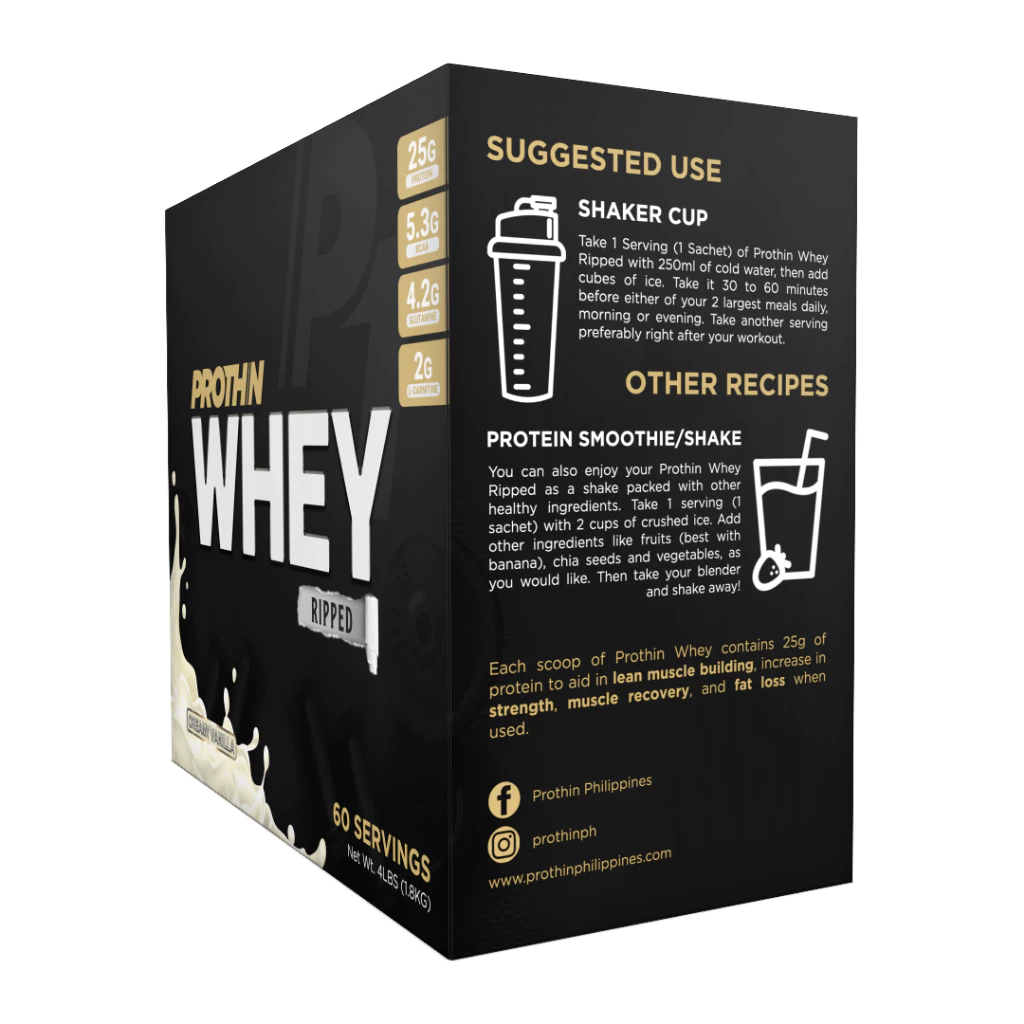 25G
PROTEIN
5.3G
BCAA
4.2G
GLUTAMINE
2G
L-CARNITINE
PROTHIN
WHEY
RIPPED
CREAMY VANILLA
60 SERVINGS
Net Wt. 4LBS (1.8KG)
SUGGESTED USE
SHAKER CUP
Take 1 Serving (1 Sachet) of Prothin Whey
Ripped with 250ml of cold water, then add
cubes of ice. Take it 30 to 60 minutes
before either of your 2 largest meals daily,
morning or evening. Take another serving
preferably right after your workout.
OTHER RECIPES
PROTEIN SMOOTHIE/SHAKE
You can also enjoy your Prothin Whey
Ripped as a shake packed with other
healthy ingredients. Take 1 serving (1
sachet) with 2 cups of crushed ice. Add
other ingredients like fruits (best with
banana), chia seeds and vegetables, as
you would like. Then take your blender
and shake away!
Each scoop of Prothin Whey contains 25g of
protein to aid in lean muscle building, increase in
strength, muscle recovery, and fat loss when
used.
Prothin Philippines
prothinph
www.prothinphilippines.com